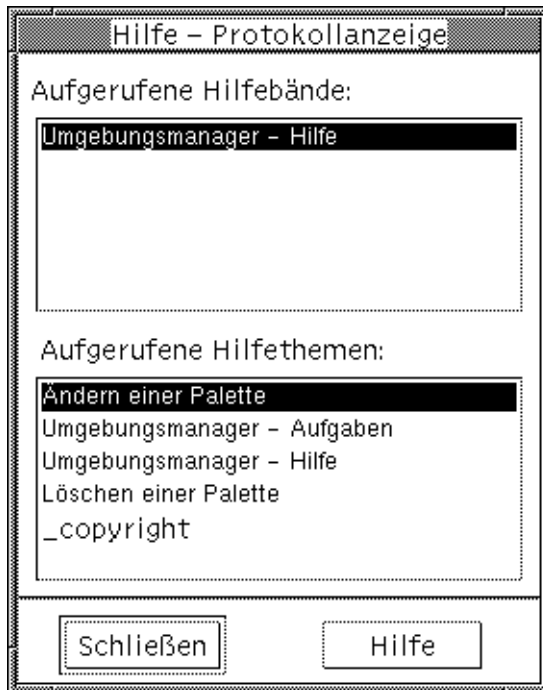 Hilfe – Protokollanzeige
Aufgerufene Hilfebände:
Umgebungsmanager – Hilfe
Aufgerufene Hilfethemen:
Ändern einer Palette
Umgebungsmanager – Aufgaben
Umgebungsmanager – Hilfe
Löschen einer Palette
_copyright
Schließen Hilfe